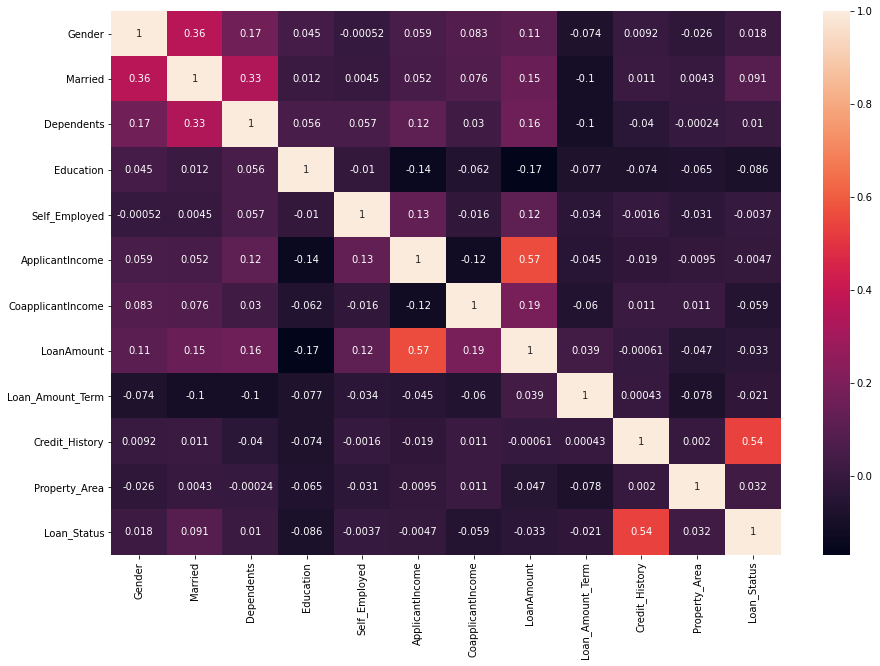 Gender 1 0.36 0.17 0.045 -0.00052 0.059 0.083 0.11 -0.074 0.0092 -0.026 0.018
Married 0.36 1 0.33 0.012 0.0045 0.052 0.076 0.15 -0.1 0.011 0.0043 0.091
Dependents 0.17 0.33 1 0.056 0.057 0.12 0.03 0.16 -0.1 -0.04 -0.00024 0.01
Education 0.045 0.012 0.056 1 -0.01 -0.14 -0.062 -0.17 -0.077 -0.074 -0.065 -0.086
Self_Employed -0.00052 0.0045 0.057 -0.01 1 0.13 -0.016 0.12 -0.034 -0.0016 -0.031 -0.0037
ApplicantIncome 0.059 0.052 0.12 -0.14 0.13 1 -0.12 0.57 -0.045 -0.019 -0.0095 -0.0047
CoapplicantIncome 0.083 0.076 0.03 -0.062 -0.016 -0.12 1 0.19 -0.06 0.011 0.011 -0.059
LoanAmount 0.11 0.15 0.16 -0.17 0.12 0.57 0.19 1 0.039 -0.00061 -0.047 -0.033
Loan_Amount_Term -0.074 -0.1 -0.1 -0.077 -0.034 -0.045 -0.06 0.039 1 0.00043 -0.078 -0.021
Credit_History 0.0092 0.011 -0.04 -0.074 -0.0016 -0.019 0.011 -0.00061 0.00043 1 0.002 0.54
Property_Area -0.026 0.0043 -0.00024 -0.065 -0.031 -0.0095 0.011 -0.047 -0.078 0.002 1 0.032
Loan_Status 0.018 0.091 0.01 -0.086 -0.0037 -0.0047 -0.059 -0.033 -0.021 0.54 0.032 1
Gender
Married
Dependents
Education
Self_Employed
ApplicantIncome
CoapplicantIncome
LoanAmount
Loan_Amount_Term
Credit_History
Property_Area
Loan_Status
1.0
0.8
0.6
0.4
0.2
0.0